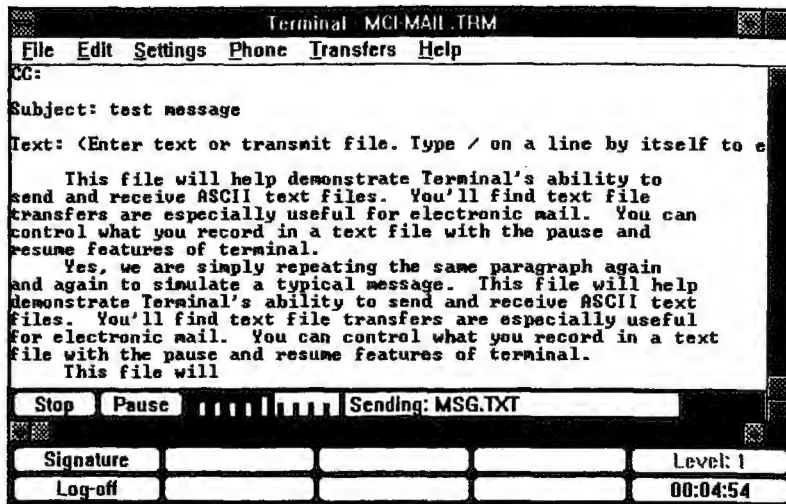 Terminal - MCI-MAIL.TRM
File Edit Settings Phone Transfers Help
CC:
Subject: test message
Text: (Enter text or transmit file. Type / on a line by itself to e
This file will help demonstrate Terminal's ability to
send and receive ASCII text files. You'll find text file
transfers are especially useful for electronic mail. You can
control what you record in a text file with the pause and
resume features of terminal.
Yes, we are simply repeating the same paragraph again
and again to simulate a typical message. This file will help
demonstrate Terminal's ability to send and receive ASCII text
files. You'll find text file transfers are especially useful
for electronic mail. You can control what you record in a text
file with the pause and resume features of terminal.
This file will
Stop Pause Sending: MSG.TXT
Signature Level: 1
Log-off 00:04:54